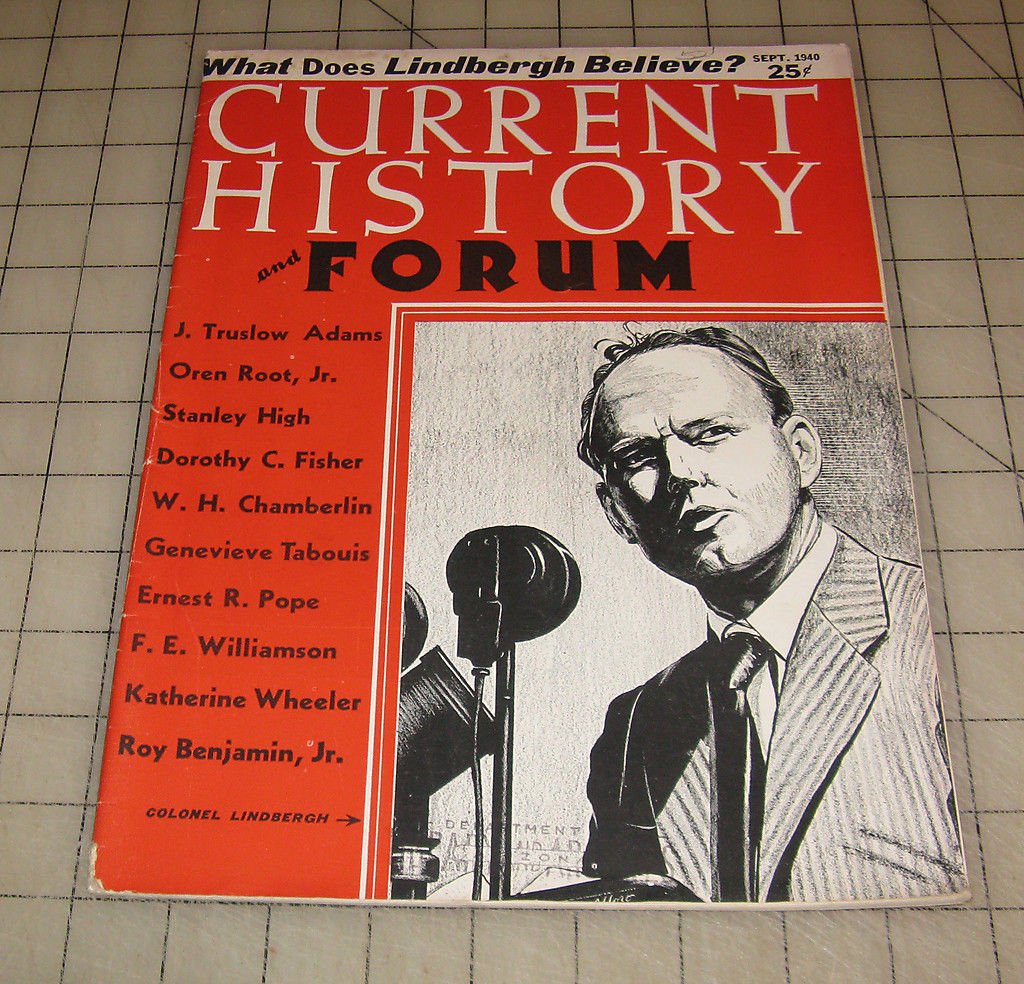 What Does Lindbergh Believe?
SEPT. 1940
25¢
CURRENT
HISTORY
and FORUM
J. Truslow Adams
Oren Root, Jr.
Stanley High
Dorothy C. Fisher
W. H. Chamberlin
Genevieve Tabouis
Ernest R. Pope
F. E. Williamson
Katherine Wheeler
Roy Benjamin, Jr.
COLONEL LINDBERGH →